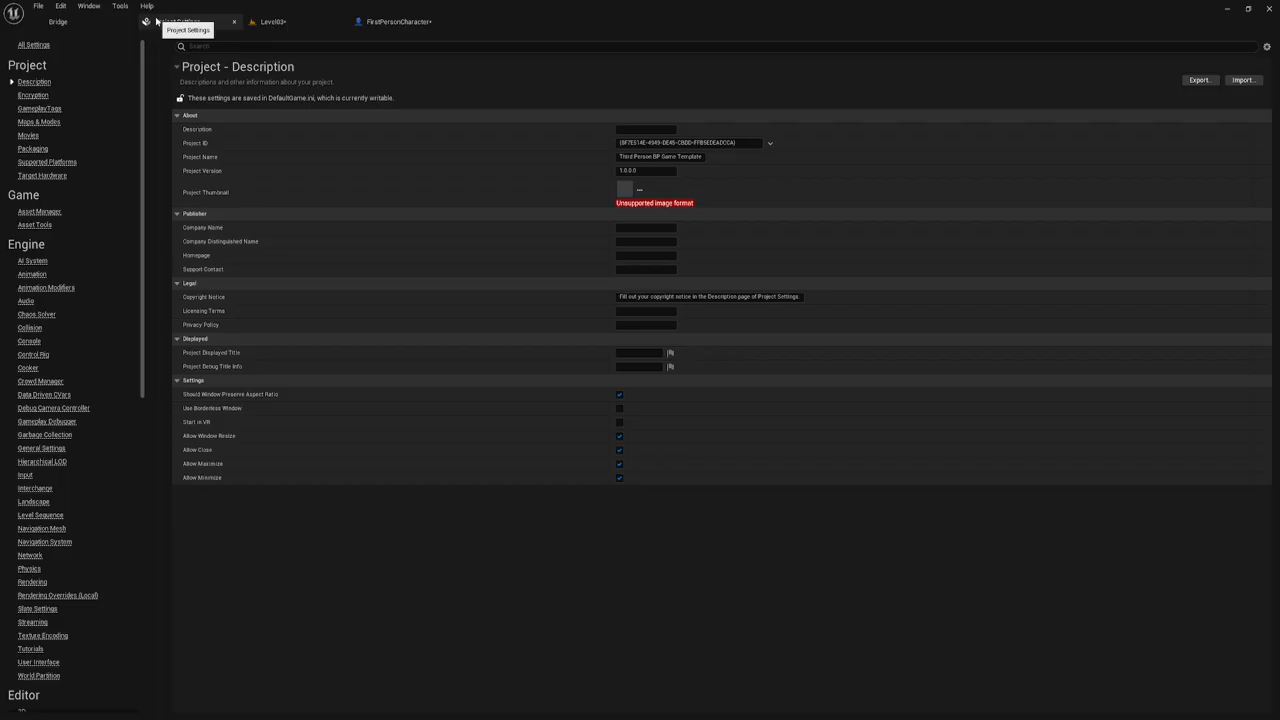 File Edit Window Tools Help
Bridge
Level03*
FirstPersonCharacter*
Project Settings
All Settings
Search
Project
Description
Encryption
GameplayTags
Maps & Modes
Movies
Packaging
Supported Platforms
Target Hardware
Game
Asset Manager
Asset Tools
Engine
AI System
Animation
Animation Modifiers
Audio
Chaos Solver
Collision
Console
Control Rig
Cooker
Crowd Manager
Data Driven CVars
Debug Camera Controller
Gameplay Debugger
Garbage Collection
General Settings
Hierarchical LOD
Input
Interchange
Landscape
Level Sequence
Navigation Mesh
Navigation System
Network
Physics
Rendering
Rendering Overrides (Local)
Slate Settings
Streaming
Texture Encoding
Tutorials
User Interface
World Partition
Editor
Project - Description
Descriptions and other information about your project.
Export...
Import...
These settings are saved in DefaultGame.ini, which is currently writable.
About
Description
Project ID
Project Name Third Person BP Game Template
Project Version 1.0.0.0
Project Thumbnail
Unsupported image format
Publisher
Company Name
Company Distinguished Name
Homepage
Support Contact
Legal
Copyright Notice Fill out your copyright notice in the Description page of Project Settings.
Licensing Terms
Privacy Policy
Displayed
Project Displayed Title
Project Debug Title Info
Settings
Should Window Preserve Aspect Ratio
Use Borderless Window
Start in VR
Allow Window Resize
Allow Close
Allow Maximize
Allow Minimize